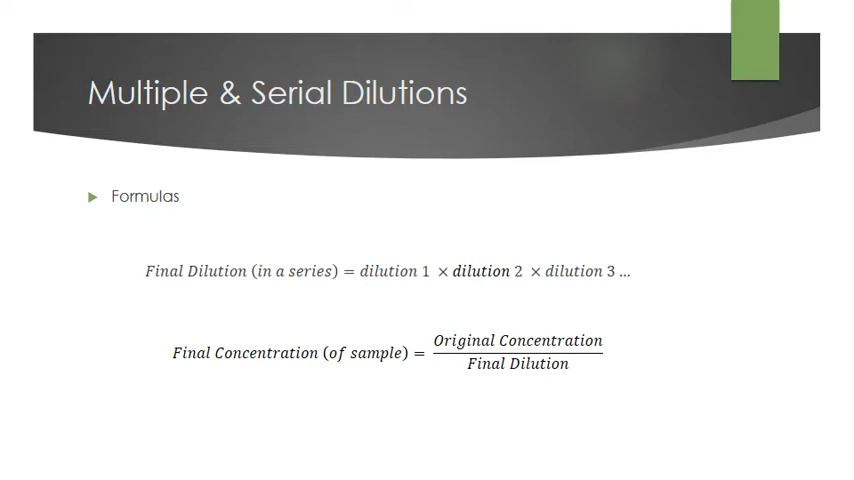 Multiple & Serial Dilutions
Formulas
Final Dilution (in a series) = dilution 1 × dilution 2 × dilution 3 ...
Final Concentration (of sample) = Original Concentration / Final Dilution